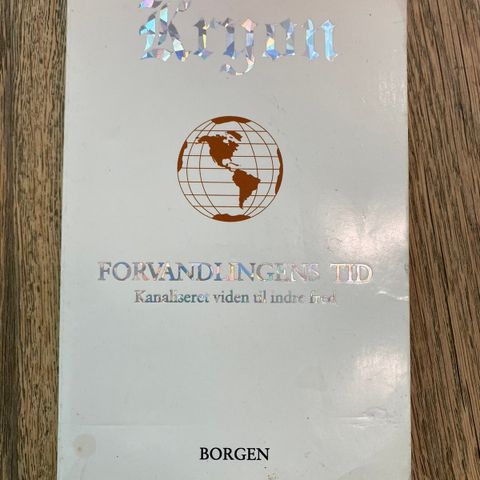 Kryon
FORVANDLINGENS TID
Kanaliseret viden til indre fred
BORGEN